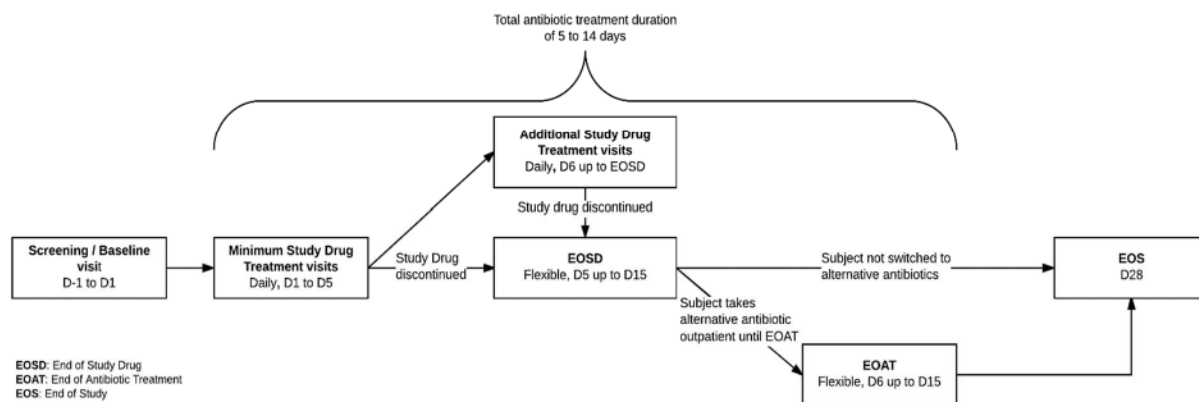 Total antibiotic treatment duration
of 5 to 14 days
Additional Study Drug
Treatment visits
Daily, D6 up to EOSD
Study drug discontinued
Screening / Baseline
visit
D-1 to D1
Minimum Study Drug
Treatment visits
Daily, D1 to D5
Study Drug
discontinued
EOSD
Flexible, D5 up to D15
Subject not switched to
alternative antibiotics
EOS
D28
Subject takes
alternative antibiotic
outpatient until EOAT
EOAT
Flexible, D6 up to D15
EOSD: End of Study Drug
EOAT: End of Antibiotic Treatment
EOS: End of Study